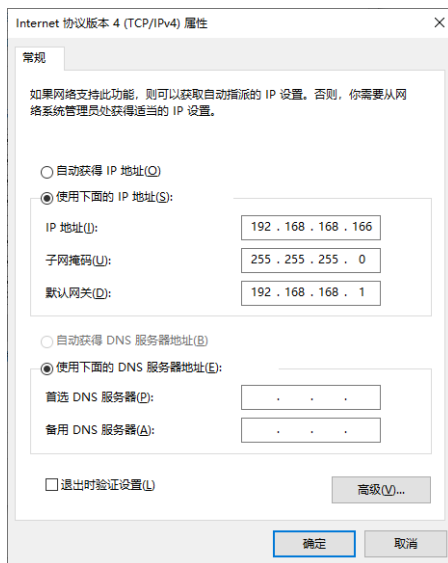 Internet 协议版本 4 (TCP/IPv4) 属性
常规
如果网络支持此功能，则可以获取自动指派的 IP 设置。否则，你需要从网
络系统管理员处获得适当的 IP 设置。
自动获得 IP 地址(O)
使用下面的 IP 地址(S):
IP 地址(I): 192 . 168 . 168 . 166
子网掩码(U): 255 . 255 . 255 . 0
默认网关(D): 192 . 168 . 168 . 1
自动获得 DNS 服务器地址(B)
使用下面的 DNS 服务器地址(E):
首选 DNS 服务器(P): . . .
备用 DNS 服务器(A): . . .
退出时验证设置(L)
高级(V)...
确定 取消